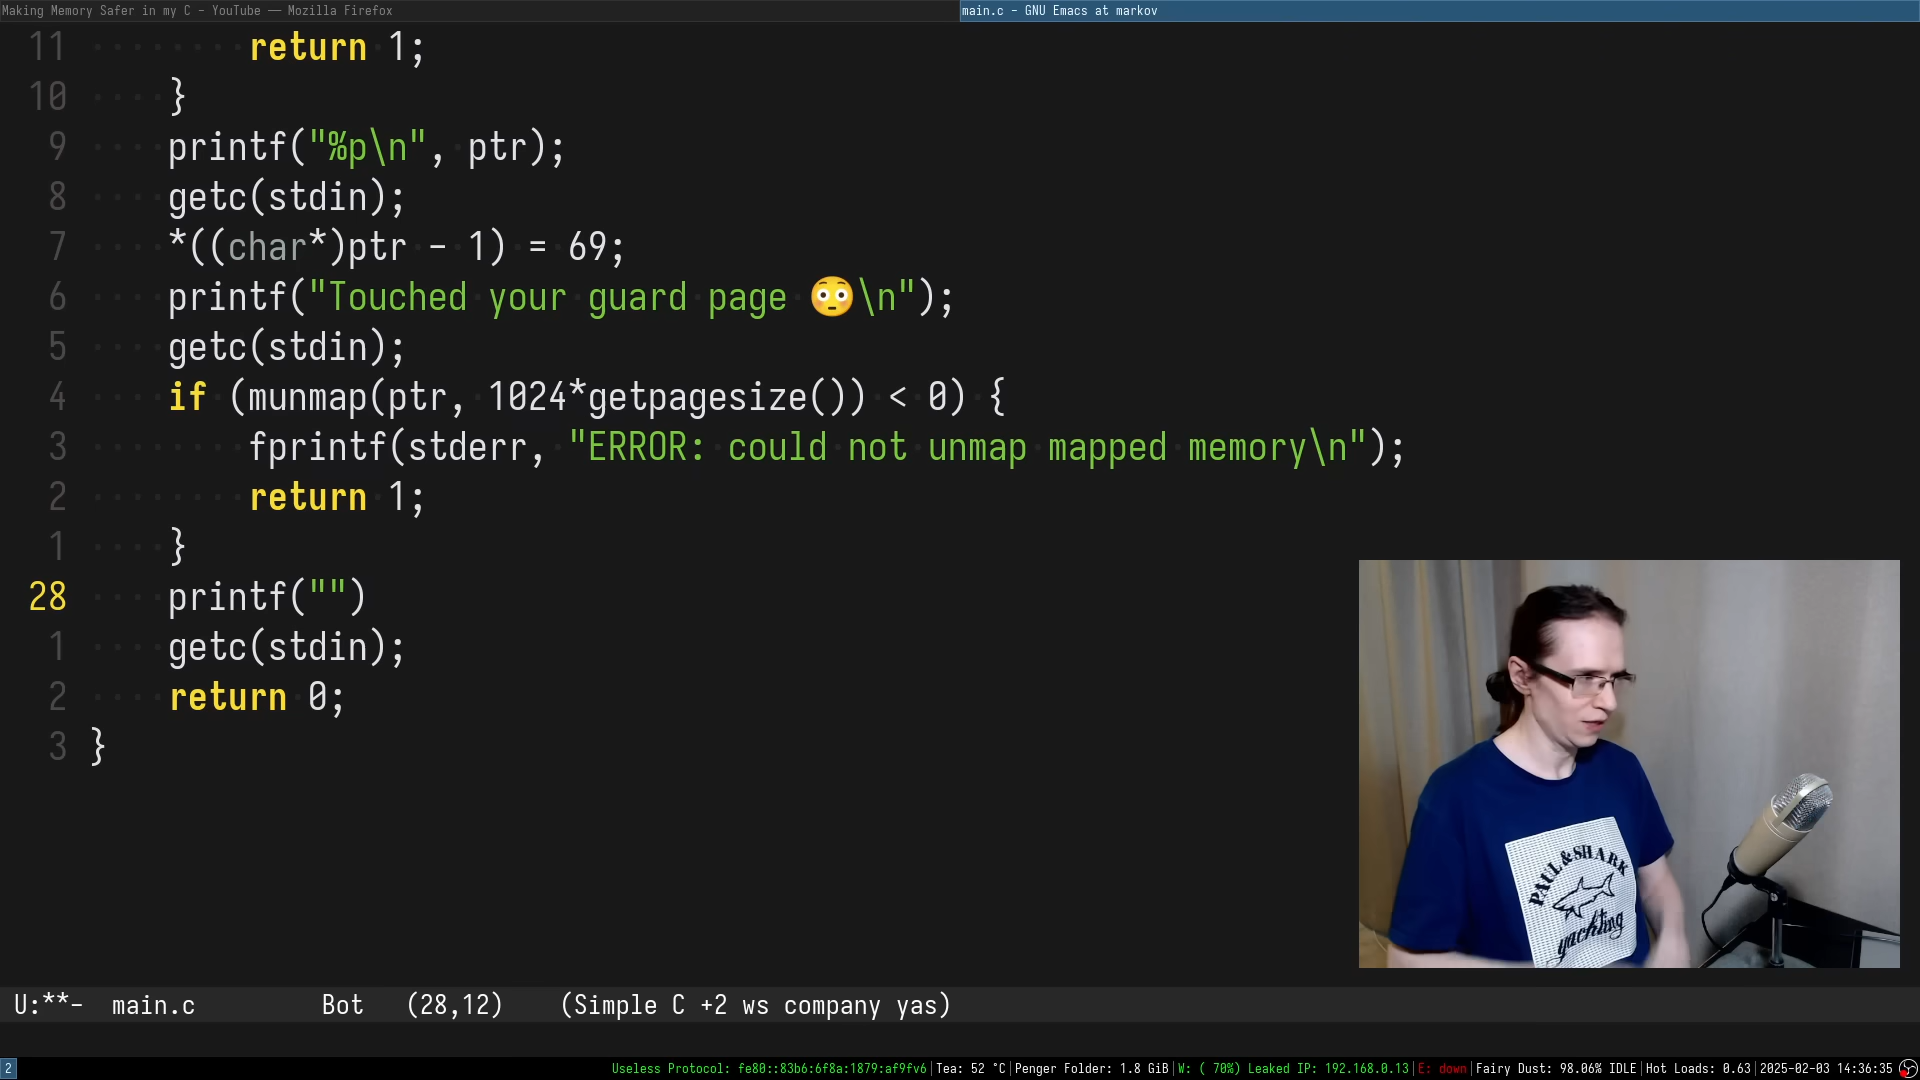 Making Memory Safer in my C - YouTube — Mozilla Firefox
main.c - GNU Emacs at markov
11 return 1;
10 }
9 printf("%p\n", ptr);
8 getc(stdin);
7 *((char*)ptr - 1) = 69;
6 printf("Touched your guard page 😳\n");
5 getc(stdin);
4 if (munmap(ptr, 1024*getpagesize()) < 0) {
3 fprintf(stderr, "ERROR: could not unmap mapped memory\n");
2 return 1;
1 }
28 printf("")
1 getc(stdin);
2 return 0;
3 }
PAUL & SHARK
yachting
U:**- main.c Bot (28,12) (Simple C +2 ws company yas)
2
Useless Protocol: fe80::83b6:6f8a:1879:af9fv6|Tea: 52 °C|Penger Folder: 1.8 GiB|W: ( 70%) Leaked IP: 192.168.0.13|E: down|Fairy Dust: 98.06% IDLE|Hot Loads: 0.63|2025-02-03 14:36:35